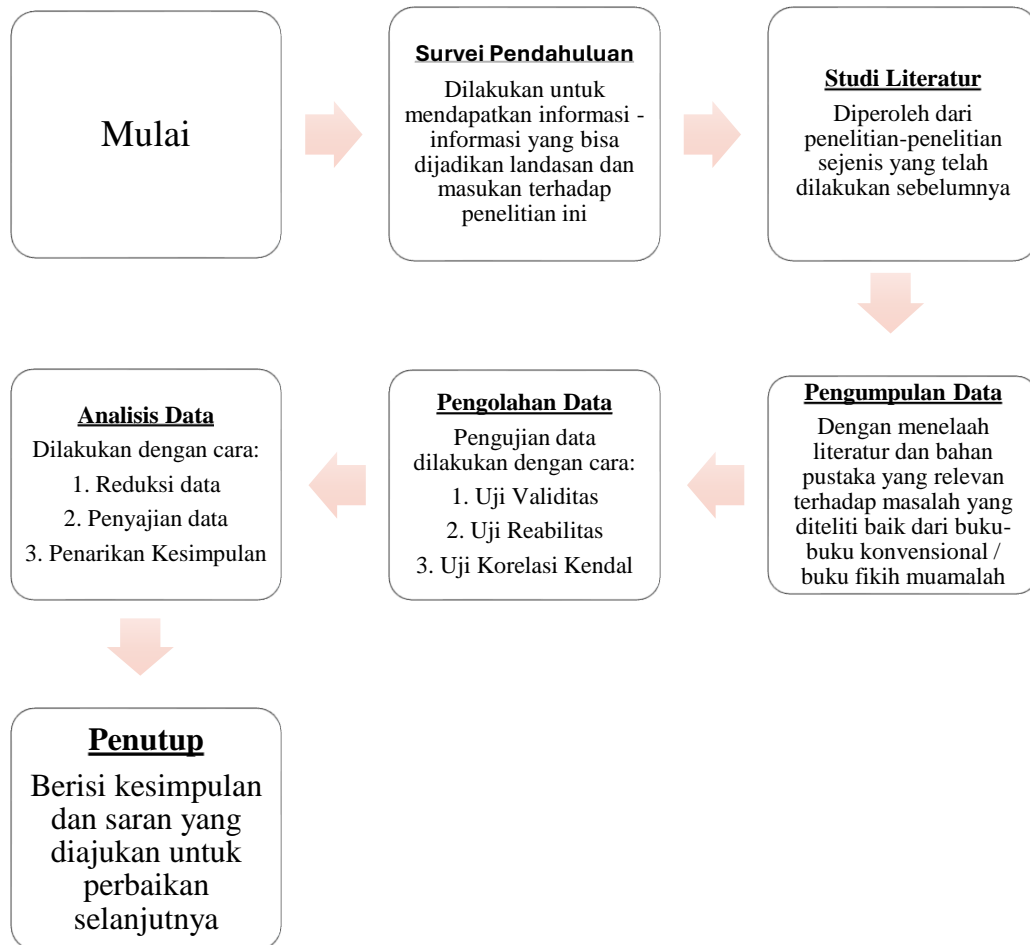 Mulai
Survei Pendahuluan
Dilakukan untuk
mendapatkan informasi -
informasi yang bisa
dijadikan landasan dan
masukan terhadap
penelitian ini
Studi Literatur
Diperoleh dari
penelitian-penelitian
sejenis yang telah
dilakukan sebelumnya
Pengumpulan Data
Dengan menelaah
literatur dan bahan
pustaka yang relevan
terhadap masalah yang
diteliti baik dari buku-
buku konvensional /
buku fikih muamalah
Pengolahan Data
Pengujian data
dilakukan dengan cara:
1. Uji Validitas
2. Uji Reabilitas
3. Uji Korelasi Kendal
Analisis Data
Dilakukan dengan cara:
1. Reduksi data
2. Penyajian data
3. Penarikan Kesimpulan
Penutup
Berisi kesimpulan
dan saran yang
diajukan untuk
perbaikan
selanjutnya